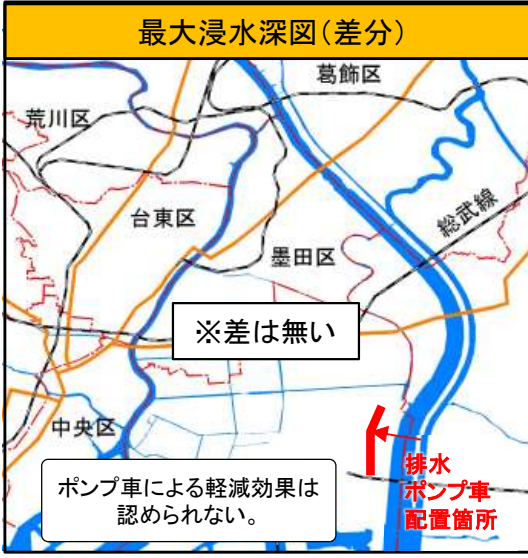 最大浸水深図(差分)
葛飾区
荒川区
台東区
総武線
墨田区
※差は無い
中央区
ポンプ車による軽減効果は
認められない。
排水
ポンプ車
配置箇所